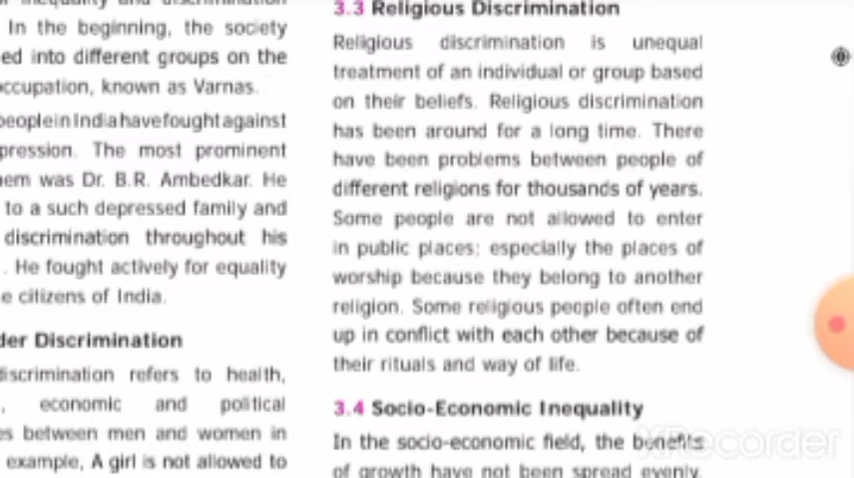 In the beginning, the society
ed into different groups on the
ccupation, known as Varnas.
people in India have fought against
pression. The most prominent
em was Dr. B.R. Ambedkar. He
to a such depressed family and
discrimination throughout his
. He fought actively for equality
e citizens of India.
der Discrimination
discrimination refers to health,
, economic and political
es between men and women in
example, A girl is not allowed to
3.3 Religious Discrimination
Religious discrimination is unequal
treatment of an individual or group based
on their beliefs. Religious discrimination
has been around for a long time. There
have been problems between people of
different religions for thousands of years.
Some people are not allowed to enter
in public places; especially the places of
worship because they belong to another
religion. Some religious people often end
up in conflict with each other because of
their rituals and way of life.
3.4 Socio-Economic Inequality
In the socio-economic field, the benefits
of growth have not been spread evenly.
XRecorder